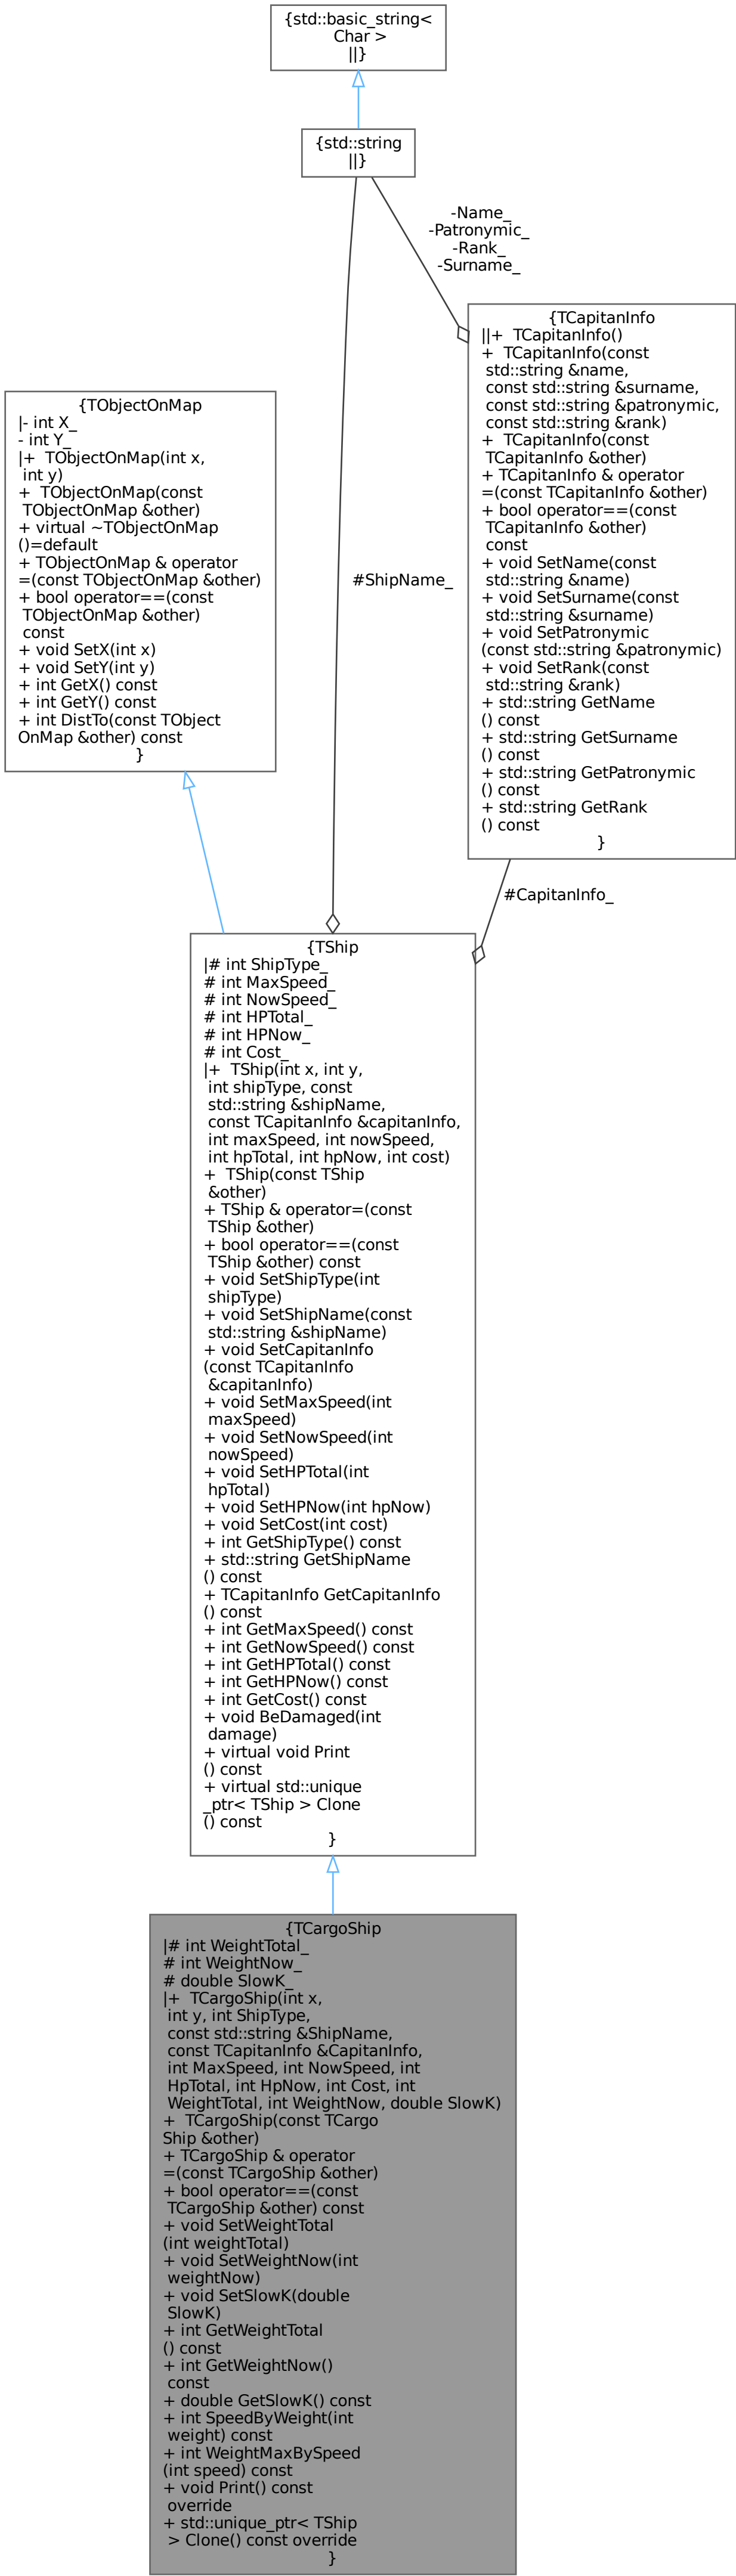 {std::basic_string<
Char >
||}
{std::string
||}
-Name_
-Patronymic_
-Rank_
-Surname_
{TCapitanInfo
||+  TCapitanInfo()
+  TCapitanInfo(const
std::string &name,
const std::string &surname,
const std::string &patronymic,
const std::string &rank)
+  TCapitanInfo(const
TCapitanInfo &other)
+ TCapitanInfo & operator
=(const TCapitanInfo &other)
+ bool operator==(const
TCapitanInfo &other)
const
+ void SetName(const
std::string &name)
+ void SetSurname(const
std::string &surname)
+ void SetPatronymic
(const std::string &patronymic)
+ void SetRank(const
std::string &rank)
+ std::string GetName
() const
+ std::string GetSurname
() const
+ std::string GetPatronymic
() const
+ std::string GetRank
() const
}
{TObjectOnMap
|- int X_
- int Y_
|+  TObjectOnMap(int x,
int y)
+  TObjectOnMap(const
TObjectOnMap &other)
+ virtual ~TObjectOnMap
()=default
+ TObjectOnMap & operator
=(const TObjectOnMap &other)
+ bool operator==(const
TObjectOnMap &other)
const
+ void SetX(int x)
+ void SetY(int y)
+ int GetX() const
+ int GetY() const
+ int DistTo(const TObject
OnMap &other) const
}
#ShipName_
#CapitanInfo_
{TShip
|# int ShipType_
# int MaxSpeed_
# int NowSpeed_
# int HPTotal_
# int HPNow_
# int Cost_
|+  TShip(int x, int y,
int shipType, const
std::string &shipName,
const TCapitanInfo &capitanInfo,
int maxSpeed, int nowSpeed,
int hpTotal, int hpNow, int cost)
+  TShip(const TShip
&other)
+ TShip & operator=(const
TShip &other)
+ bool operator==(const
TShip &other) const
+ void SetShipType(int
shipType)
+ void SetShipName(const
std::string &shipName)
+ void SetCapitanInfo
(const TCapitanInfo
&capitanInfo)
+ void SetMaxSpeed(int
maxSpeed)
+ void SetNowSpeed(int
nowSpeed)
+ void SetHPTotal(int
hpTotal)
+ void SetHPNow(int hpNow)
+ void SetCost(int cost)
+ int GetShipType() const
+ std::string GetShipName
() const
+ TCapitanInfo GetCapitanInfo
() const
+ int GetMaxSpeed() const
+ int GetNowSpeed() const
+ int GetHPTotal() const
+ int GetHPNow() const
+ int GetCost() const
+ void BeDamaged(int
damage)
+ virtual void Print
() const
+ virtual std::unique
_ptr< TShip > Clone
() const
}
{TCargoShip
|# int WeightTotal_
# int WeightNow_
# double SlowK_
|+  TCargoShip(int x,
int y, int ShipType,
const std::string &ShipName,
const TCapitanInfo &CapitanInfo,
int MaxSpeed, int NowSpeed, int
HpTotal, int HpNow, int Cost, int
WeightTotal, int WeightNow, double SlowK)
+  TCargoShip(const TCargo
Ship &other)
+ TCargoShip & operator
=(const TCargoShip &other)
+ bool operator==(const
TCargoShip &other) const
+ void SetWeightTotal
(int weightTotal)
+ void SetWeightNow(int
weightNow)
+ void SetSlowK(double
SlowK)
+ int GetWeightTotal
() const
+ int GetWeightNow()
const
+ double GetSlowK() const
+ int SpeedByWeight(int
weight) const
+ int WeightMaxBySpeed
(int speed) const
+ void Print() const
override
+ std::unique_ptr< TShip
> Clone() const override
}